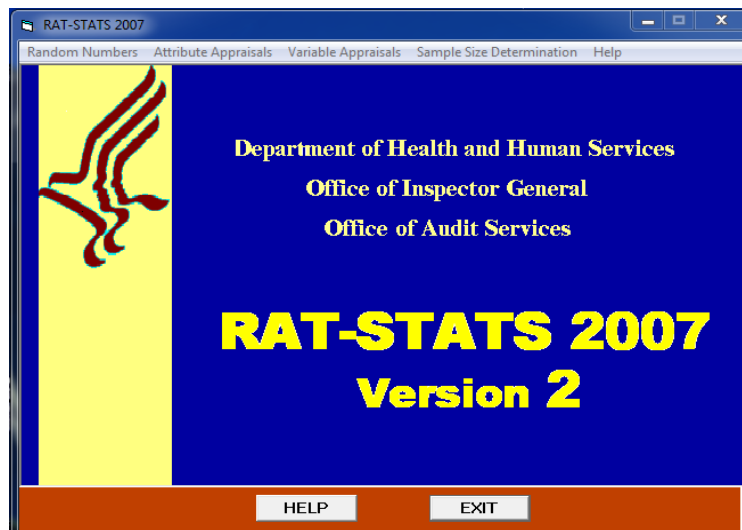 RAT-STATS 2007
Random Numbers Attribute Appraisals Variable Appraisals Sample Size Determination Help
Department of Health and Human Services
Office of Inspector General
Office of Audit Services
RAT-STATS 2007
Version 2
HELP EXIT